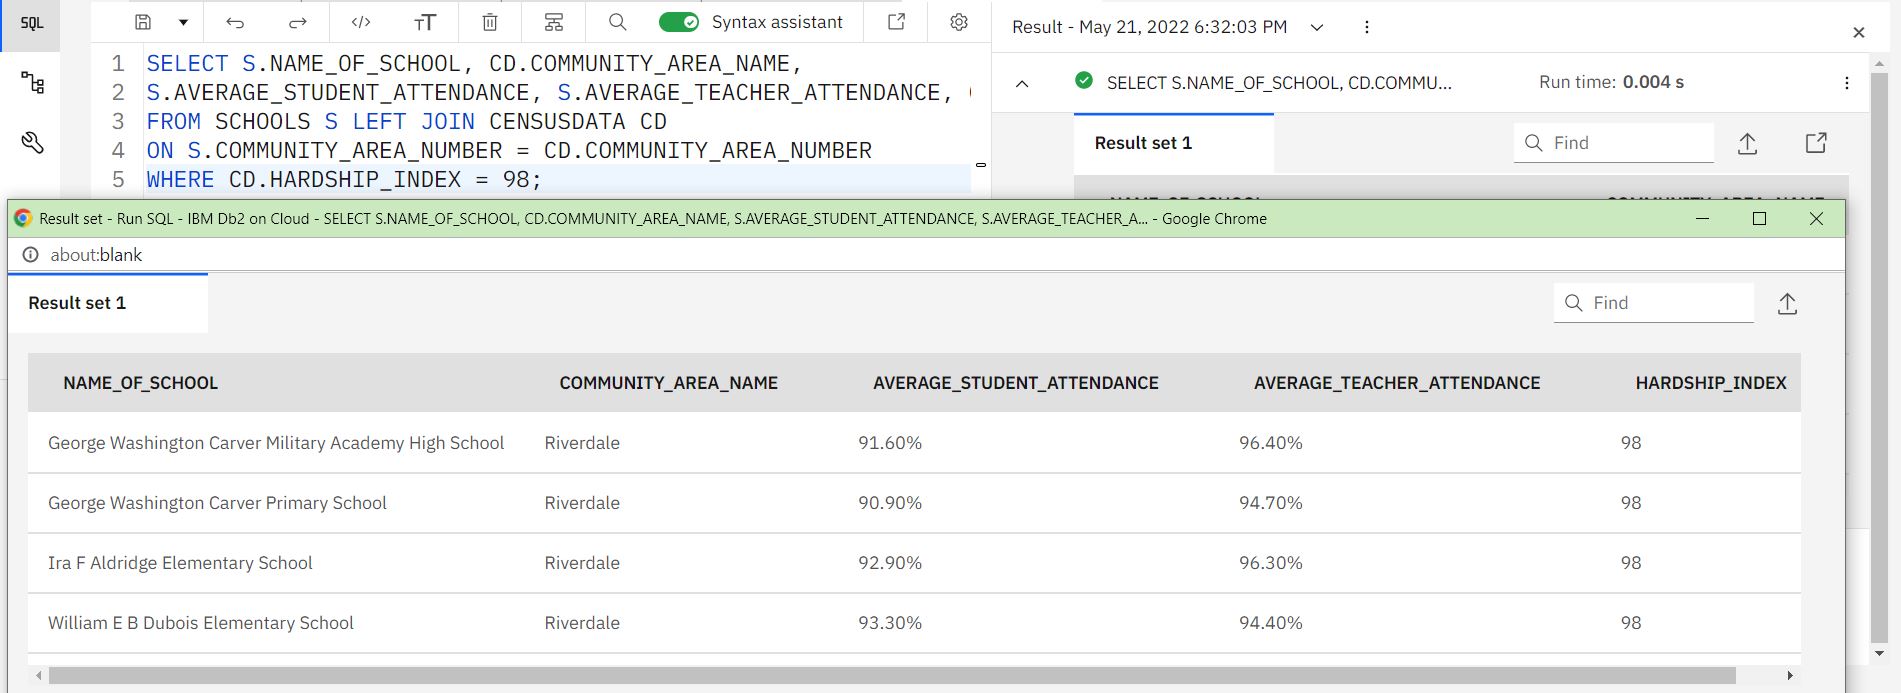 SQL
Syntax assistant
1 SELECT S.NAME_OF_SCHOOL, CD.COMMUNITY_AREA_NAME,
2 S.AVERAGE_STUDENT_ATTENDANCE, S.AVERAGE_TEACHER_ATTENDANCE,
3 FROM SCHOOLS S LEFT JOIN CENSUSDATA CD
4 ON S.COMMUNITY_AREA_NUMBER = CD.COMMUNITY_AREA_NUMBER
5 WHERE CD.HARDSHIP_INDEX = 98;
Result - May 21, 2022 6:32:03 PM
SELECT S.NAME_OF_SCHOOL, CD.COMMU... Run time: 0.004 s
Result set 1 Find
Result set - Run SQL - IBM Db2 on Cloud - SELECT S.NAME_OF_SCHOOL, CD.COMMUNITY_AREA_NAME, S.AVERAGE_STUDENT_ATTENDANCE, S.AVERAGE_TEACHER_A... - Google Chrome
about:blank
Result set 1 Find
NAME_OF_SCHOOL COMMUNITY_AREA_NAME AVERAGE_STUDENT_ATTENDANCE AVERAGE_TEACHER_ATTENDANCE HARDSHIP_INDEX
George Washington Carver Military Academy High School Riverdale 91.60% 96.40% 98
George Washington Carver Primary School Riverdale 90.90% 94.70% 98
Ira F Aldridge Elementary School Riverdale 92.90% 96.30% 98
William E B Dubois Elementary School Riverdale 93.30% 94.40% 98